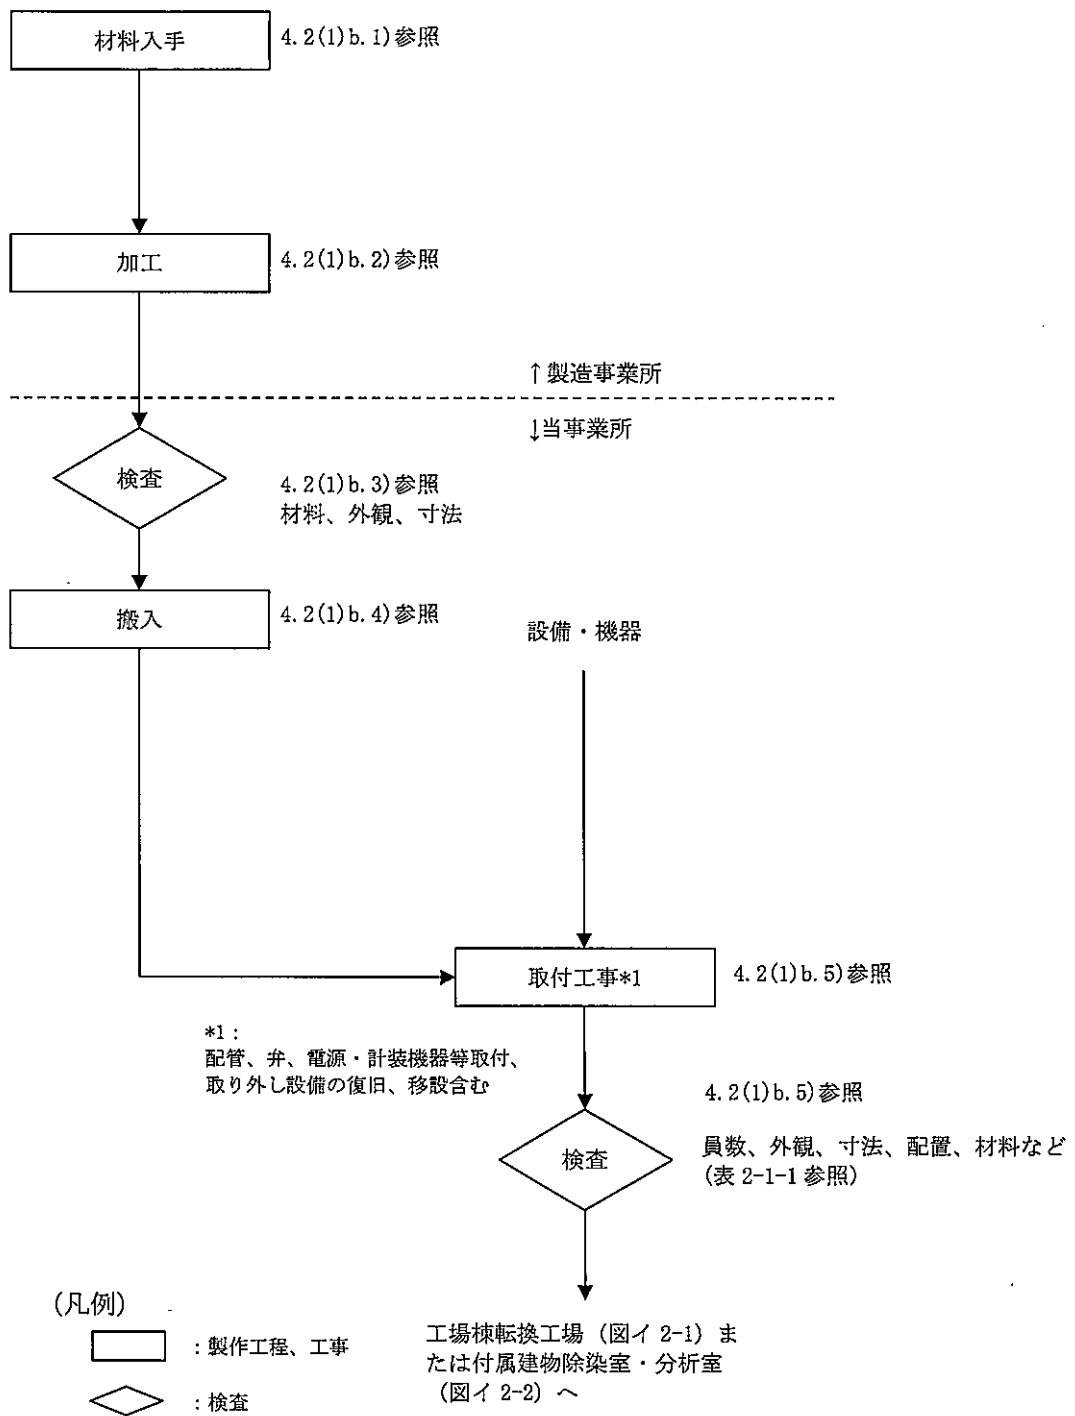 材料入手
4.2(1)b.1)参照
加工
4.2(1)b.2)参照
↑製造事業所
↓当事業所
検査
4.2(1)b.3)参照
材料、外観、寸法
搬入
4.2(1)b.4)参照
設備・機器
取付工事*1
4.2(1)b.5)参照
*1:
配管、弁、電源・計装機器等取付、
取り外し設備の復旧、移設含む
4.2(1)b.5)参照
検査
員数、外観、寸法、配置、材料など
(表 2-1-1 参照)
(凡例)
:製作工程、工事
:検査
工場棟転換工場(図イ 2-1)ま
たは付属建物除染室・分析室
(図イ 2-2)へ